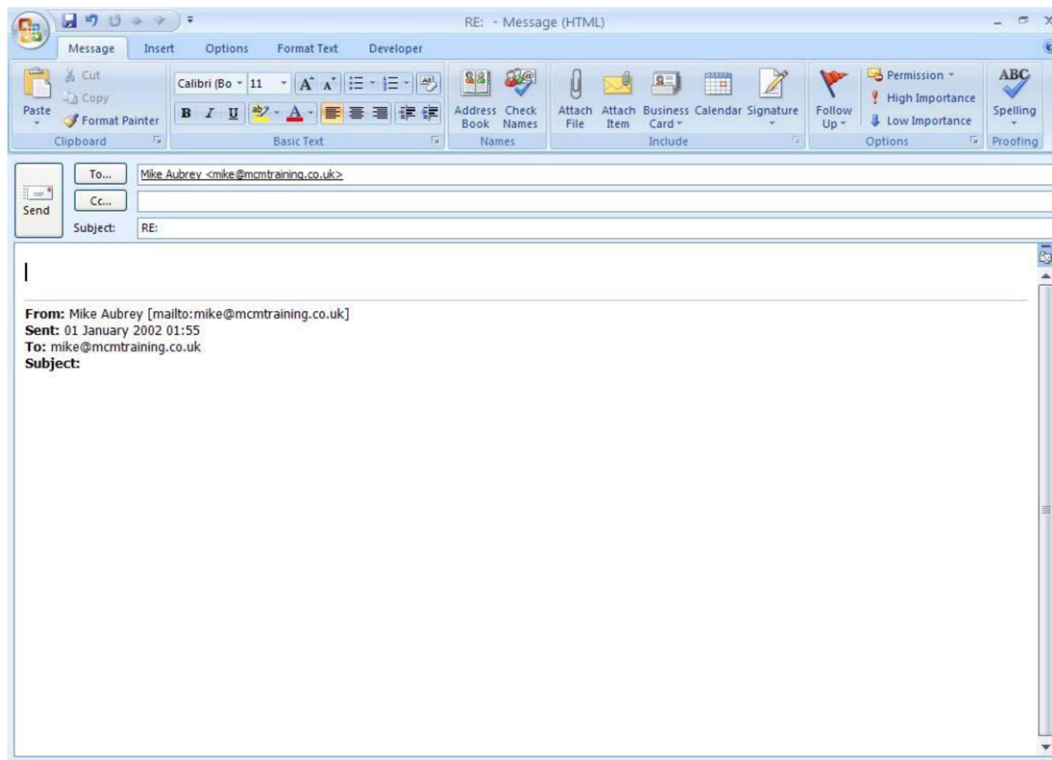 RE: - Message (HTML)
Message Insert Options Format Text Developer
Paste
Cut
Copy
Format Painter
Clipboard
Calibri (Bo 11
B I U
Basic Text
Address Book
Check Names
Names
Attach File
Attach Item
Business Card
Calendar
Signature
Include
Follow Up
Permission
High Importance
Low Importance
Options
ABC
Spelling
Proofing
Send
To... Mike Aubrey <mike@mcmtraining.co.uk>
Cc...
Subject: RE:
From: Mike Aubrey [mailto:mike@mcmtraining.co.uk]
Sent: 01 January 2002 01:55
To: mike@mcmtraining.co.uk
Subject: